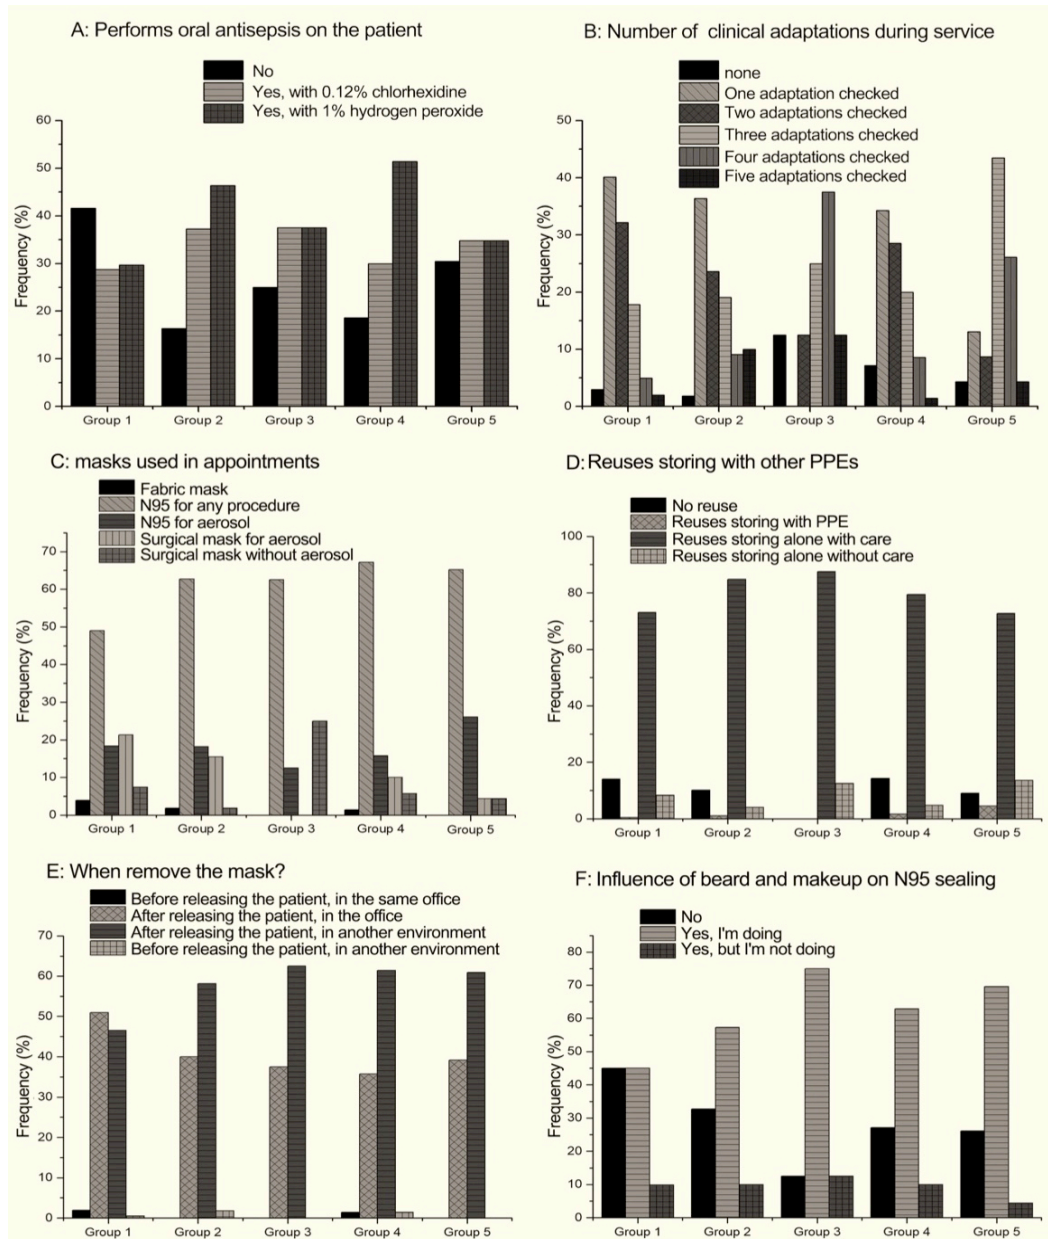 A: Performs oral antisepsis on the patient
No
Yes, with 0.12% chlorhexidine
Yes, with 1% hydrogen peroxide
60
50
40
30
20
10
0
Frequency (%)
Group 1 Group 2 Group 3 Group 4 Group 5
B: Number of clinical adaptations during service
none
One adaptation checked
Two adaptations checked
Three adaptations checked
Four adaptations checked
Five adaptations checked
50
40
30
20
10
0
Frequency (%)
Group 1 Group 2 Group 3 Group 4 Group 5
C: masks used in appointments
Fabric mask
N95 for any procedure
N95 for aerosol
Surgical mask for aerosol
Surgical mask without aerosol
70
60
50
40
30
20
10
0
Frequency (%)
Group 1 Group 2 Group 3 Group 4 Group 5
D: Reuses storing with other PPEs
No reuse
Reuses storing with PPE
Reuses storing alone with care
Reuses storing alone without care
100
80
60
40
20
0
Frequency (%)
Group 1 Group 2 Group 3 Group 4 Group 5
E: When remove the mask?
Before releasing the patient, in the same office
After releasing the patient, in the office
After releasing the patient, in another environment
Before releasing the patient, in another environment
70
60
50
40
30
20
10
0
Frequency (%)
Group 1 Group 2 Group 3 Group 4 Group 5
F: Influence of beard and makeup on N95 sealing
No
Yes, I'm doing
Yes, but I'm not doing
80
70
60
50
40
30
20
10
0
Frequency (%)
Group 1 Group 2 Group 3 Group 4 Group 5